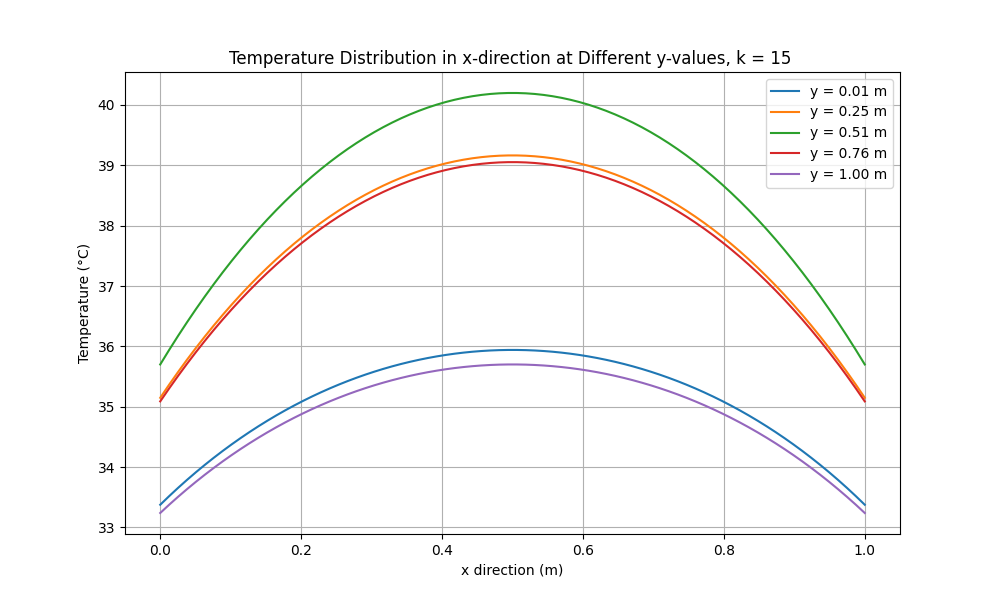 Temperature Distribution in x-direction at Different y-values, k = 15
y = 0.01 m
y = 0.25 m
y = 0.51 m
y = 0.76 m
y = 1.00 m
40
39
38
37
36
35
34
33
Temperature (°C)
0.0 0.2 0.4 0.6 0.8 1.0
x direction (m)